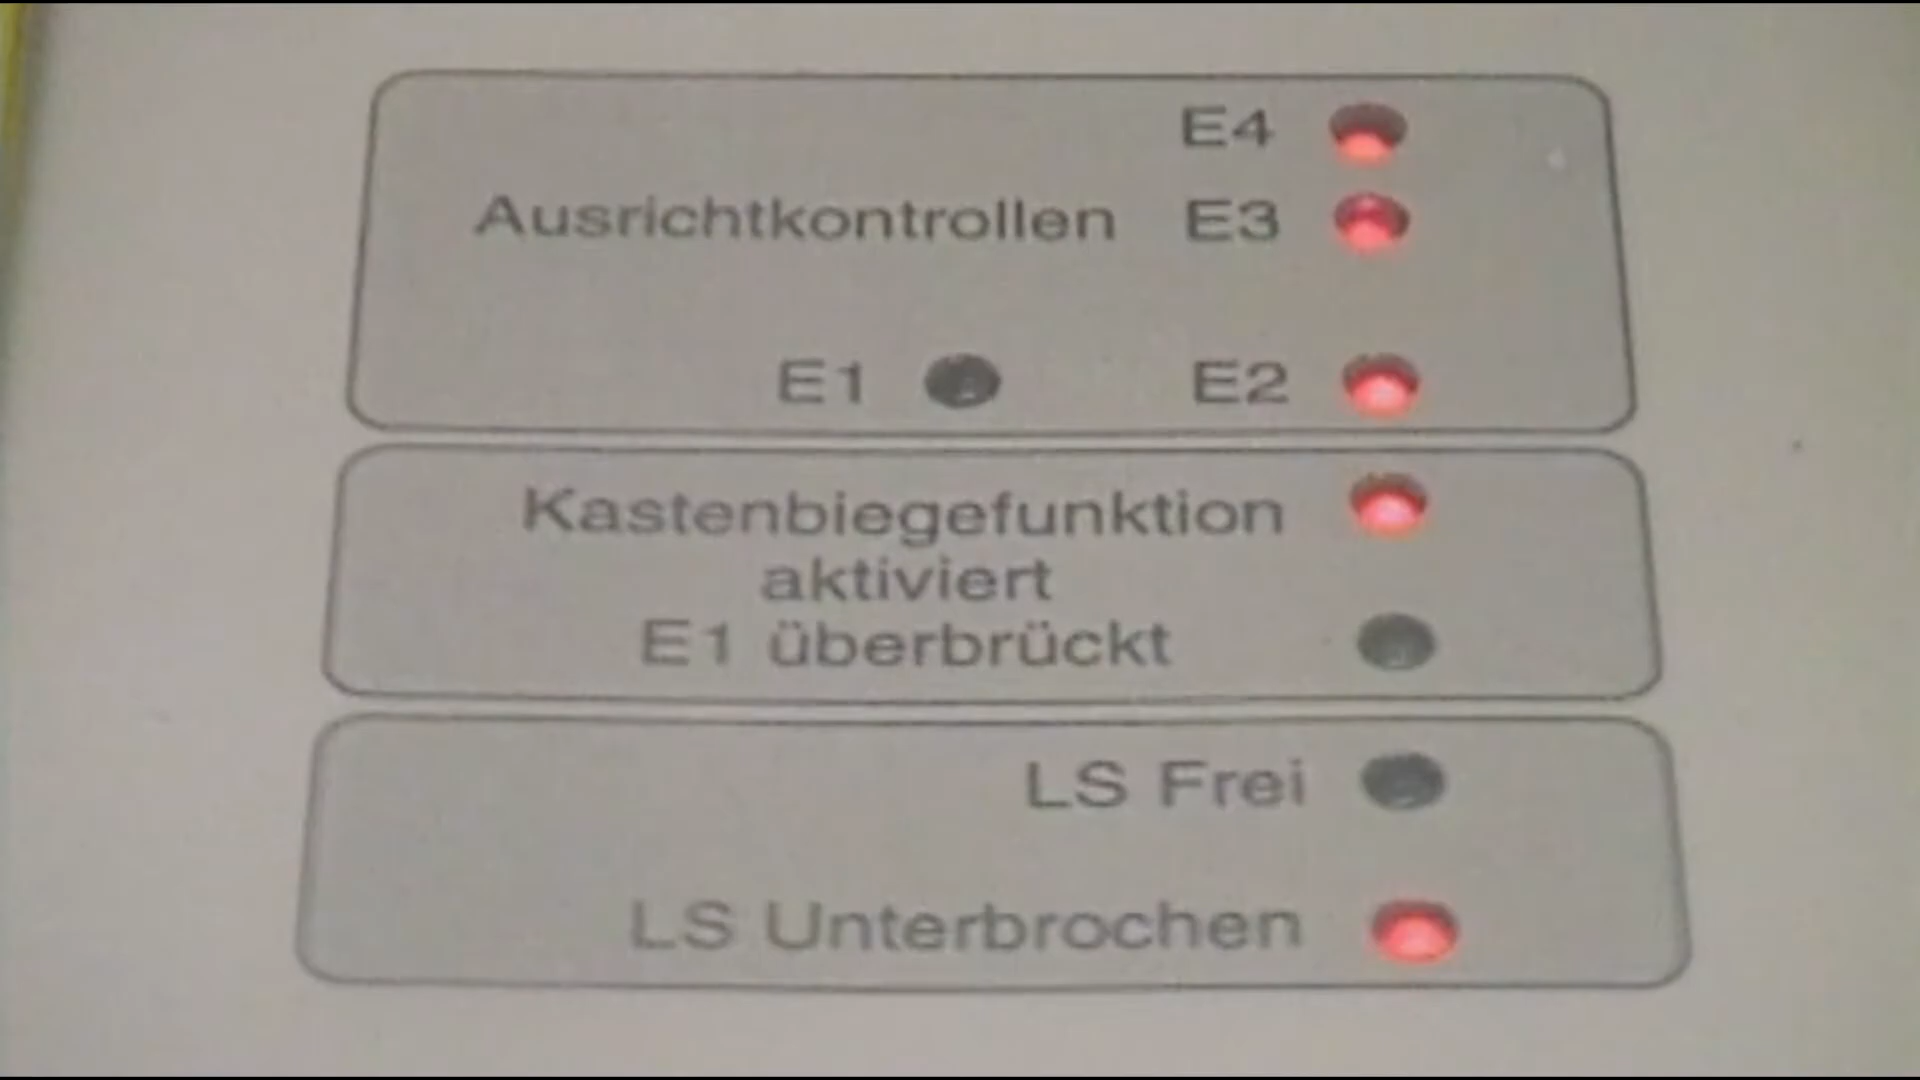 E4
Ausrichtkontrollen E3
E1 E2
Kastenbiegefunktion
aktiviert
E1 überbrückt
LS Frei
LS Unterbrochen